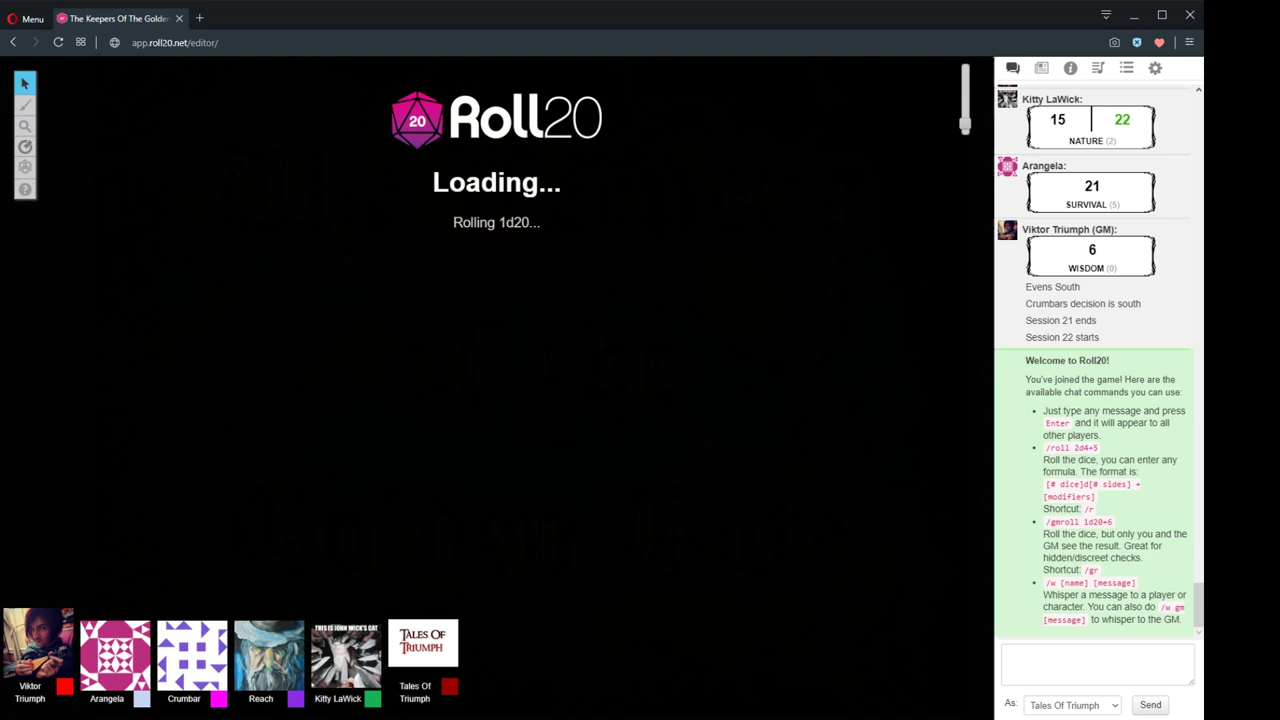 Menu
The Keepers Of The Golder
app.roll20.net/editor/
20
Roll20
Loading...
Rolling 1d20...
Kitty LaWick:
15 22
NATURE (2)
Arangela:
21
SURVIVAL (5)
Viktor Triumph (GM):
6
WISDOM (0)
Evens South
Crumbars decision is south
Session 21 ends
Session 22 starts
Welcome to Roll20!
You've joined the game! Here are the
available chat commands you can use:
Just type any message and press
Enter and it will appear to all
other players.
/roll 2d4+5
Roll the dice, you can enter any
formula. The format is:
[# dice]d[# sides] +
[modifiers]
Shortcut: /r
/gmroll 1d20+6
Roll the dice, but only you and the
GM see the result. Great for
hidden/discreet checks.
Shortcut: /gr
/w [name] [message]
Whisper a message to a player or
character. You can also do /w gm
[message] to whisper to the GM.
THIS IS JOHN WICK'S CAT
TALES OF
TRIUMPH
Viktor
Triumph
Arangela
Crumbar
Reach
Kitty LaWick
Tales Of
Triumph
As: Tales Of Triumph
Send